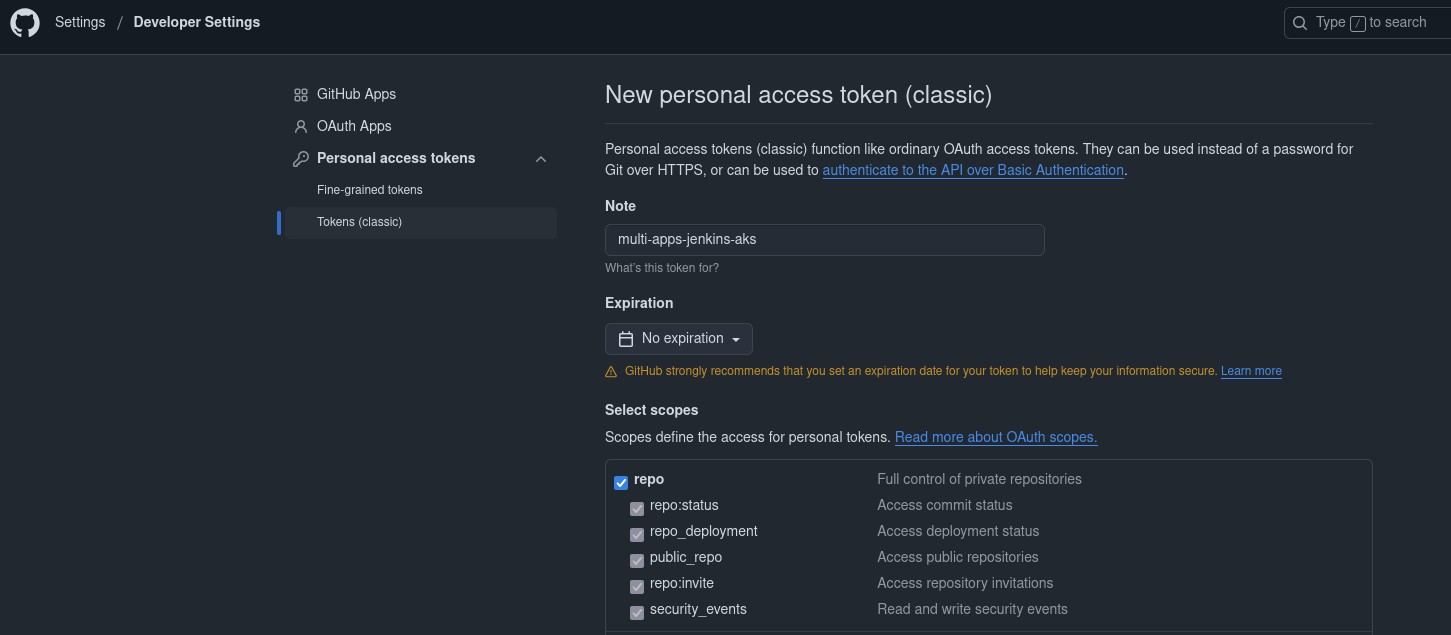 Settings / Developer Settings
Type / to search
GitHub Apps
OAuth Apps
Personal access tokens
Fine-grained tokens
Tokens (classic)
New personal access token (classic)
Personal access tokens (classic) function like ordinary OAuth access tokens. They can be used instead of a password for
Git over HTTPS, or can be used to authenticate to the API over Basic Authentication.
Note
multi-apps-jenkins-aks
What's this token for?
Expiration
No expiration
GitHub strongly recommends that you set an expiration date for your token to help keep your information secure. Learn more
Select scopes
Scopes define the access for personal tokens. Read more about OAuth scopes.
repo Full control of private repositories
repo:status Access commit status
repo_deployment Access deployment status
public_repo Access public repositories
repo:invite Access repository invitations
security_events Read and write security events